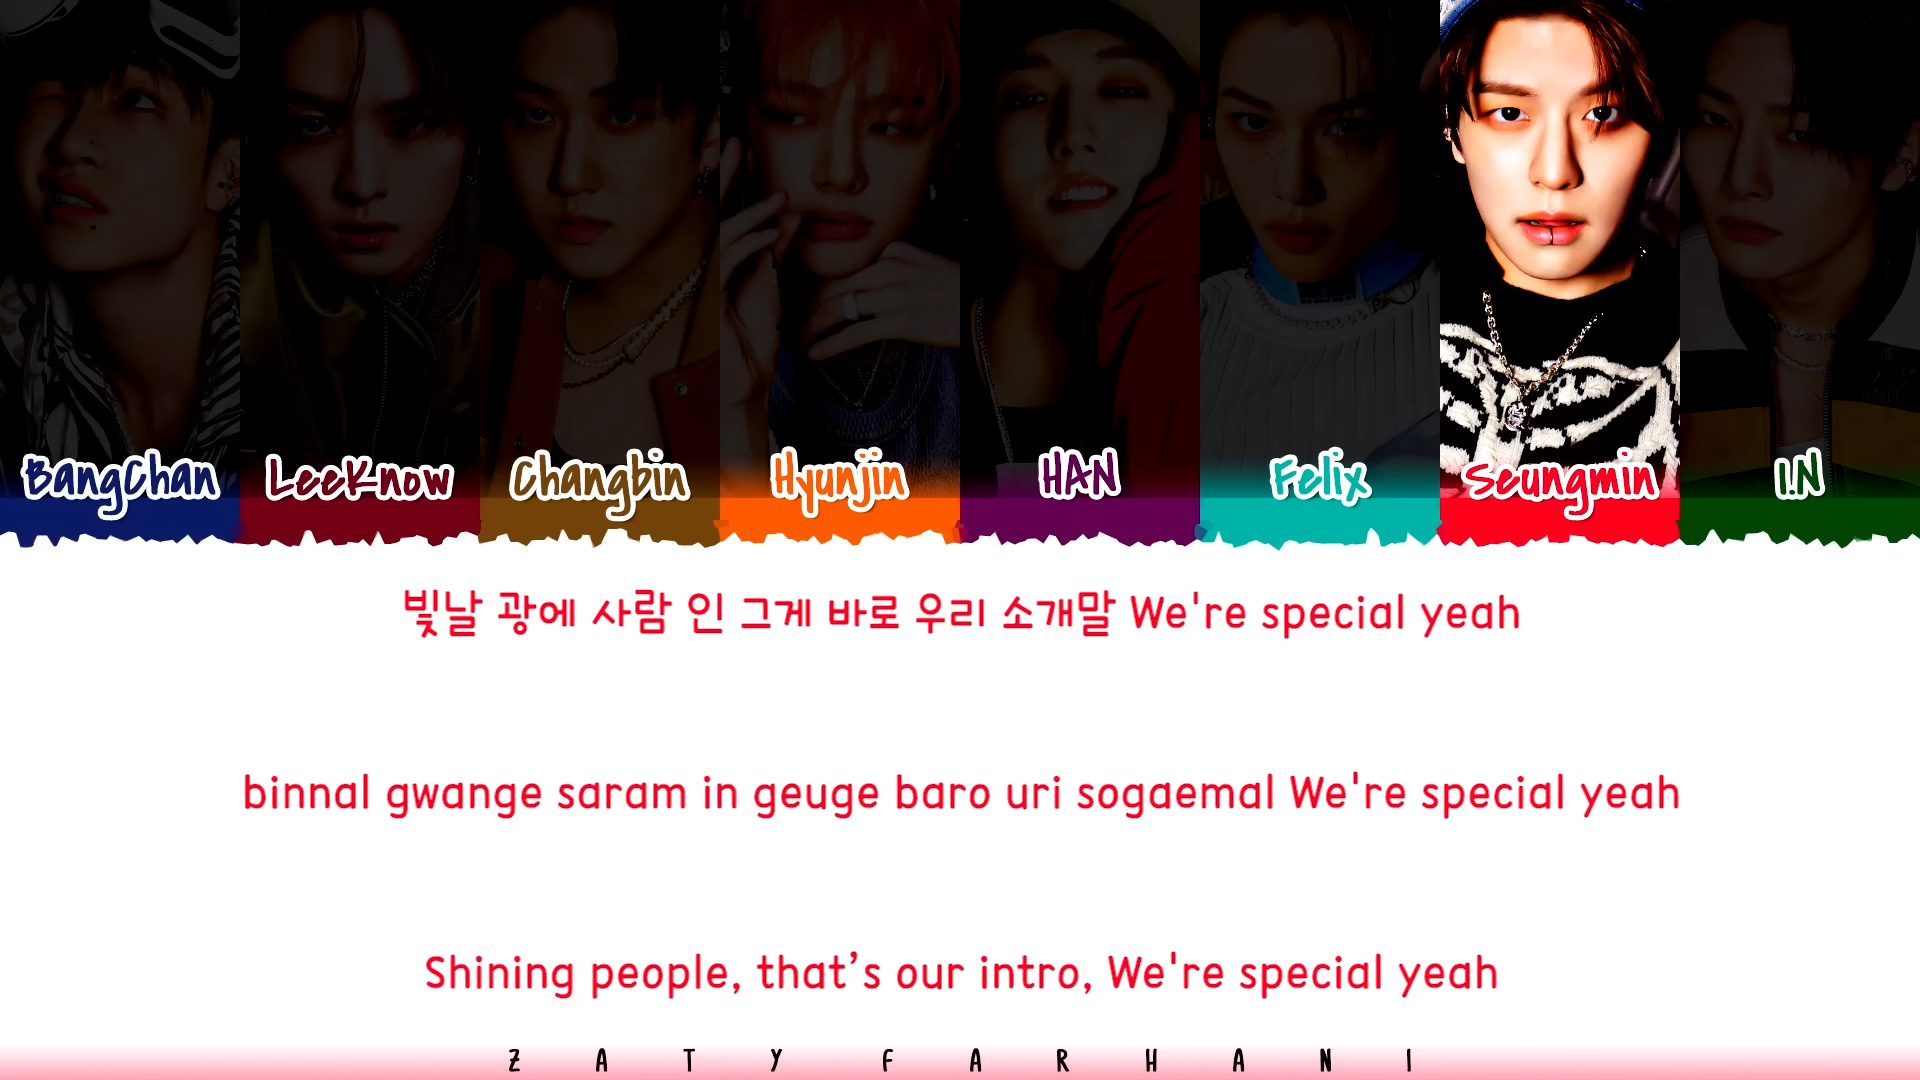 BangChan LeeKnow Changbin Hyunjin HAN Felix Seungmin I.N
빛날 광에 사람 인 그게 바로 우리 소개말 We're special yeah
binnal gwange saram in geuge baro uri sogaemal We're special yeah
Shining people, that’s our intro, We're special yeah
ZATY FARHANI